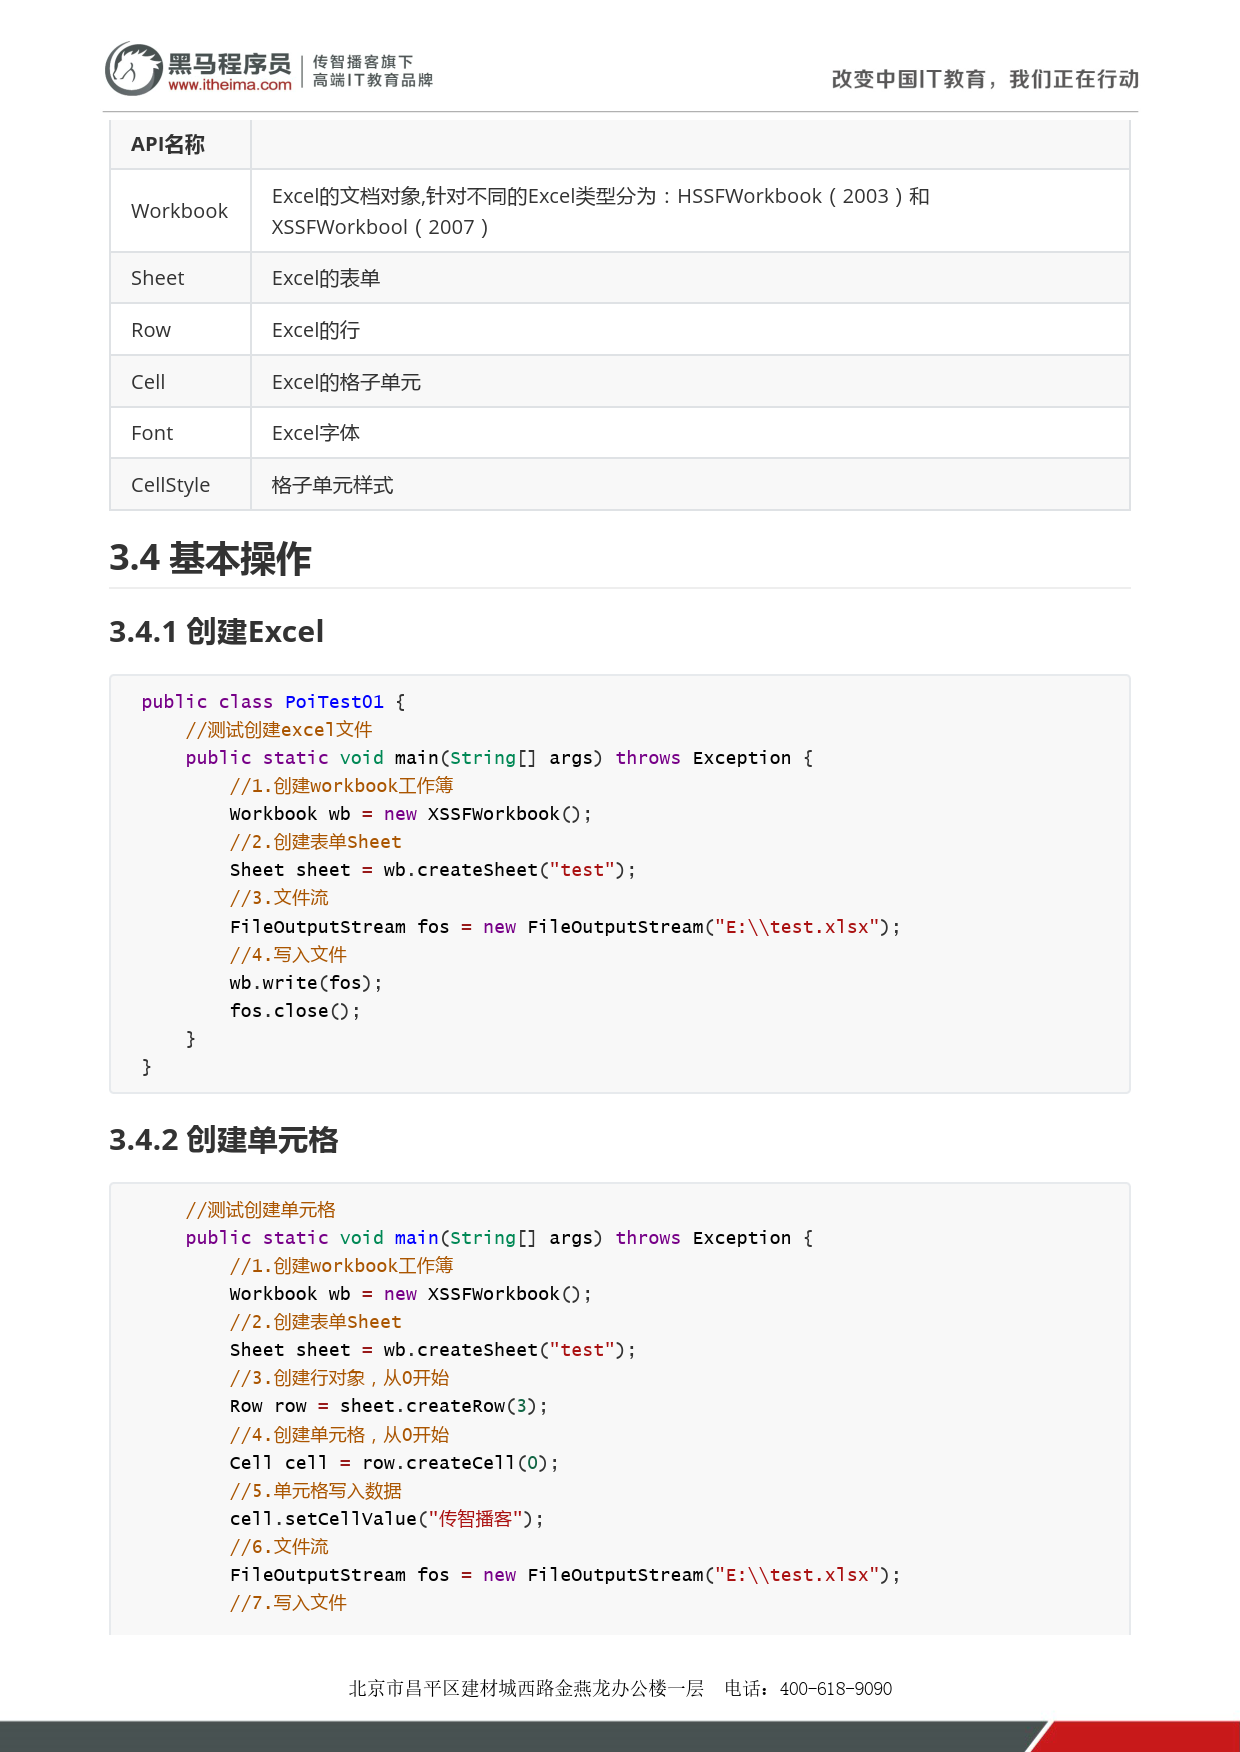 黑马程序员
www.itheima.com
传智播客旗下
高端IT教育品牌
改变中国IT教育，我们正在行动
API名称
Workbook
Excel的文档对象,针对不同的Excel类型分为：HSSFWorkbook（2003）和
XSSFWorkbool（2007）
Sheet
Excel的表单
Row
Excel的行
Cell
Excel的格子单元
Font
Excel字体
CellStyle
格子单元样式
3.4 基本操作
3.4.1 创建Excel
public class PoiTest01 {
    //测试创建excel文件
    public static void main(String[] args) throws Exception {
        //1.创建workbook工作簿
        Workbook wb = new XSSFWorkbook();
        //2.创建表单Sheet
        Sheet sheet = wb.createSheet("test");
        //3.文件流
        FileOutputStream fos = new FileOutputStream("E:\\test.xlsx");
        //4.写入文件
        wb.write(fos);
        fos.close();
    }
}
3.4.2 创建单元格
    //测试创建单元格
    public static void main(String[] args) throws Exception {
        //1.创建workbook工作簿
        Workbook wb = new XSSFWorkbook();
        //2.创建表单Sheet
        Sheet sheet = wb.createSheet("test");
        //3.创建行对象，从0开始
        Row row = sheet.createRow(3);
        //4.创建单元格，从0开始
        Cell cell = row.createCell(0);
        //5.单元格写入数据
        cell.setCellValue("传智播客");
        //6.文件流
        FileOutputStream fos = new FileOutputStream("E:\\test.xlsx");
        //7.写入文件
北京市昌平区建材城西路金燕龙办公楼一层 电话：400-618-9090